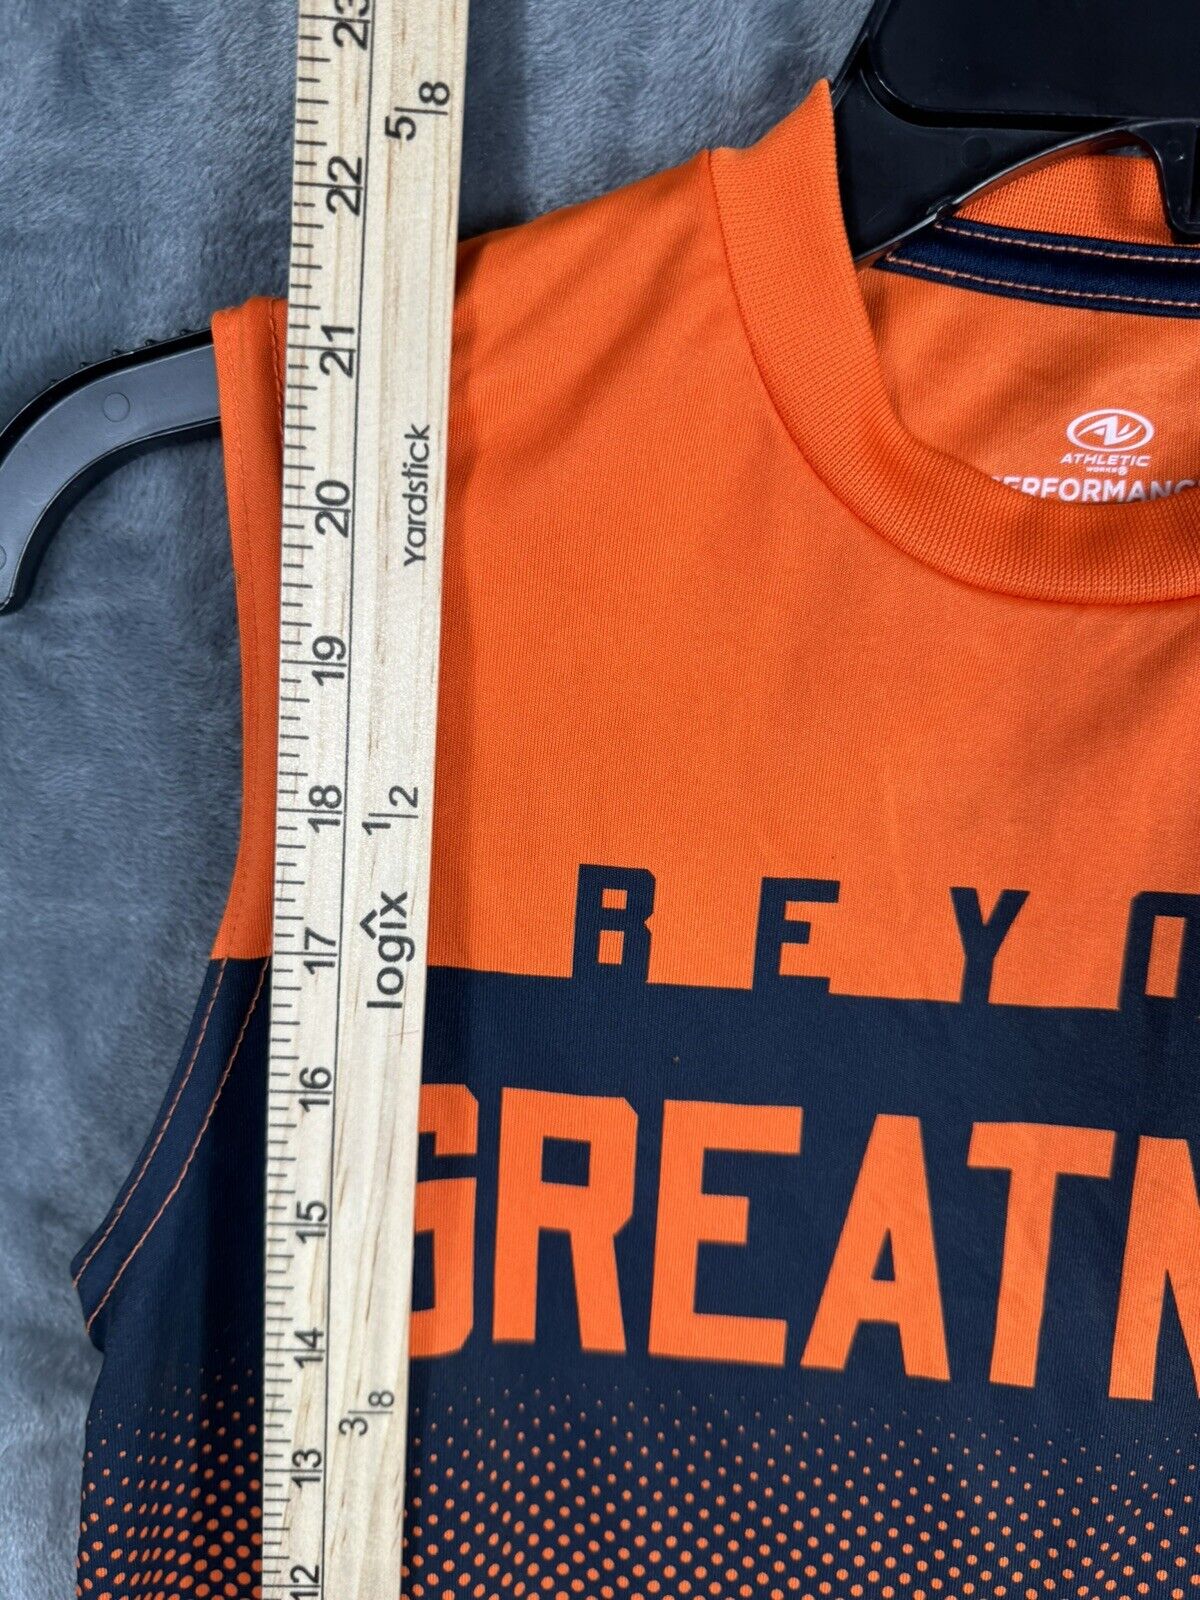 23
5/8
22
21
Yardstick
20
19
18
1/2
logix
17
16
15
14
3/8
13
12
ATHLETIC
WORKS
PERFORMANC
BEYO
GREATN